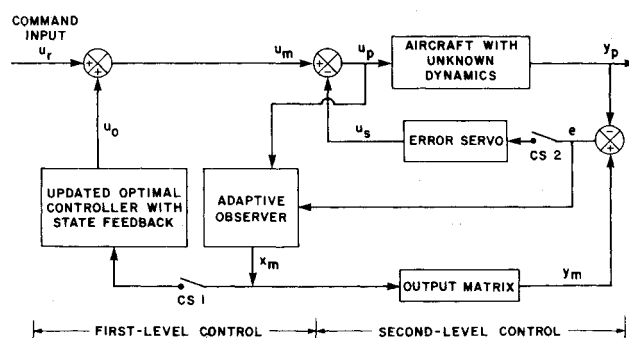 COMMAND
INPUT
u_r
u_m
u_p
AIRCRAFT WITH
UNKNOWN
DYNAMICS
y_p
+
+
+
−
−
+
u_o
u_s
ERROR SERVO
e
CS 2
UPDATED OPTIMAL
CONTROLLER WITH
STATE FEEDBACK
ADAPTIVE
OBSERVER
x_m
CS 1
OUTPUT MATRIX
y_m
FIRST-LEVEL CONTROL
SECOND-LEVEL CONTROL